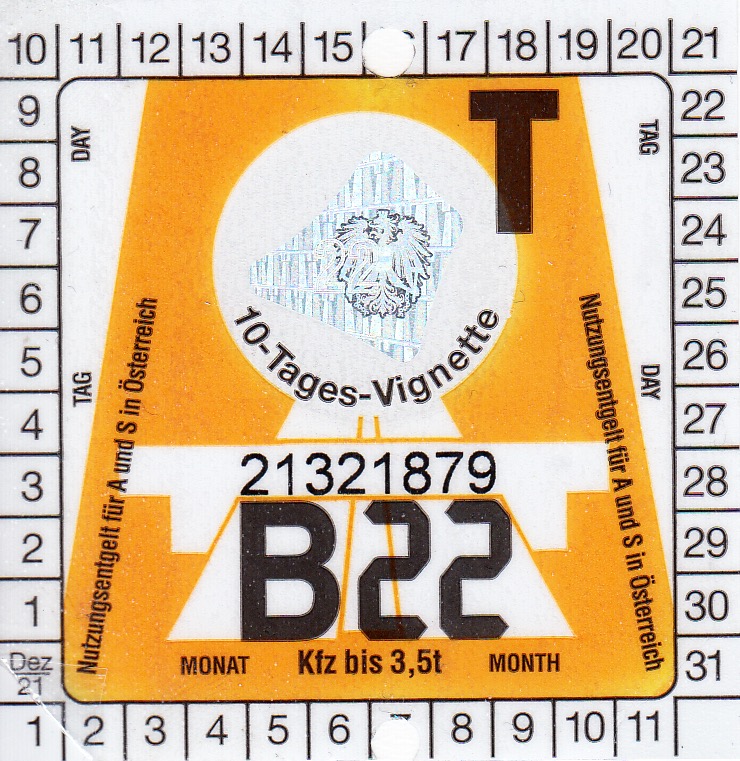 10 11 12 13 14 15 17 18 19 20 21
9
8
7
6
5
4
3
2
1
Dez
21
DAY
TAG
TAG
DAY
T
10-Tages-Vignette
Nutzungsentgelt für A und S in Österreich
Nutzungsentgelt für A und S in Österreich
21321879
B22
MONAT Kfz bis 3,5t MONTH
22
23
24
25
26
27
28
29
30
31
1 2 3 4 5 6 8 9 10 11